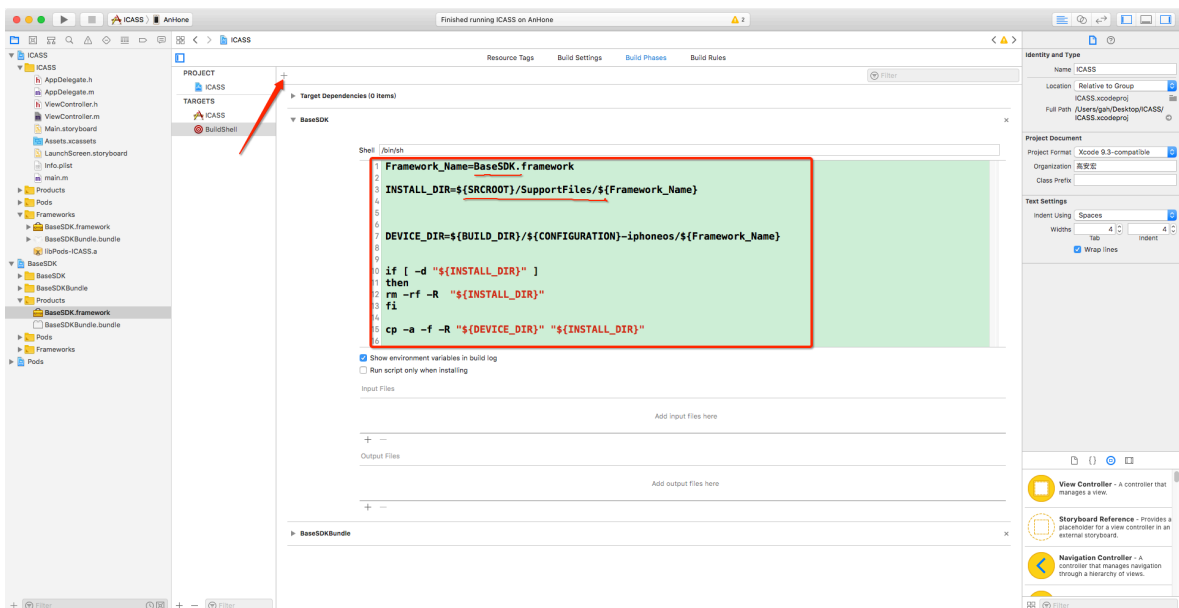 ICASS
AnHone
Finished running ICASS on AnHone
2
ICASS
ICASS
ICASS
AppDelegate.h
AppDelegate.m
ViewController.h
ViewController.m
Main.storyboard
Assets.xcassets
LaunchScreen.storyboard
Info.plist
main.m
Products
Pods
Frameworks
BaseSDK.framework
BaseSDKBundle.bundle
libPods-ICASS.a
BaseSDK
BaseSDK
BaseSDKBundle
Products
BaseSDK.framework
BaseSDKBundle.bundle
Pods
Frameworks
Pods
Filter
PROJECT
ICASS
TARGETS
ICASS
BuildShell
Filter
Resource Tags Build Settings Build Phases Build Rules
Filter
Target Dependencies (0 items)
BaseSDK
Shell /bin/sh
1 Framework_Name=BaseSDK.framework
2
3 INSTALL_DIR=${SRCROOT}/SupportFiles/${Framework_Name}
4
5
6
7 DEVICE_DIR=${BUILD_DIR}/${CONFIGURATION}-iphoneos/${Framework_Name}
8
9
10 if [ -d "${INSTALL_DIR}" ]
11 then
12 rm -rf -R "${INSTALL_DIR}"
13 fi
14
15 cp -a -f -R "${DEVICE_DIR}" "${INSTALL_DIR}"
16
Show environment variables in build log
Run script only when installing
Input Files
Add input files here
Output Files
Add output files here
BaseSDKBundle
Identity and Type
Name ICASS
Location Relative to Group
ICASS.xcodeproj
Full Path /Users/gah/Desktop/ICASS/
ICASS.xcodeproj
Project Document
Project Format Xcode 9.3-compatible
Organization 高安宏
Class Prefix
Text Settings
Indent Using Spaces
Widths 4 4
Tab Indent
Wrap lines
View Controller - A controller that
manages a view.
Storyboard Reference - Provides a
placeholder for a view controller in an
external storyboard.
Navigation Controller - A
controller that manages navigation
through a hierarchy of views.
Filter